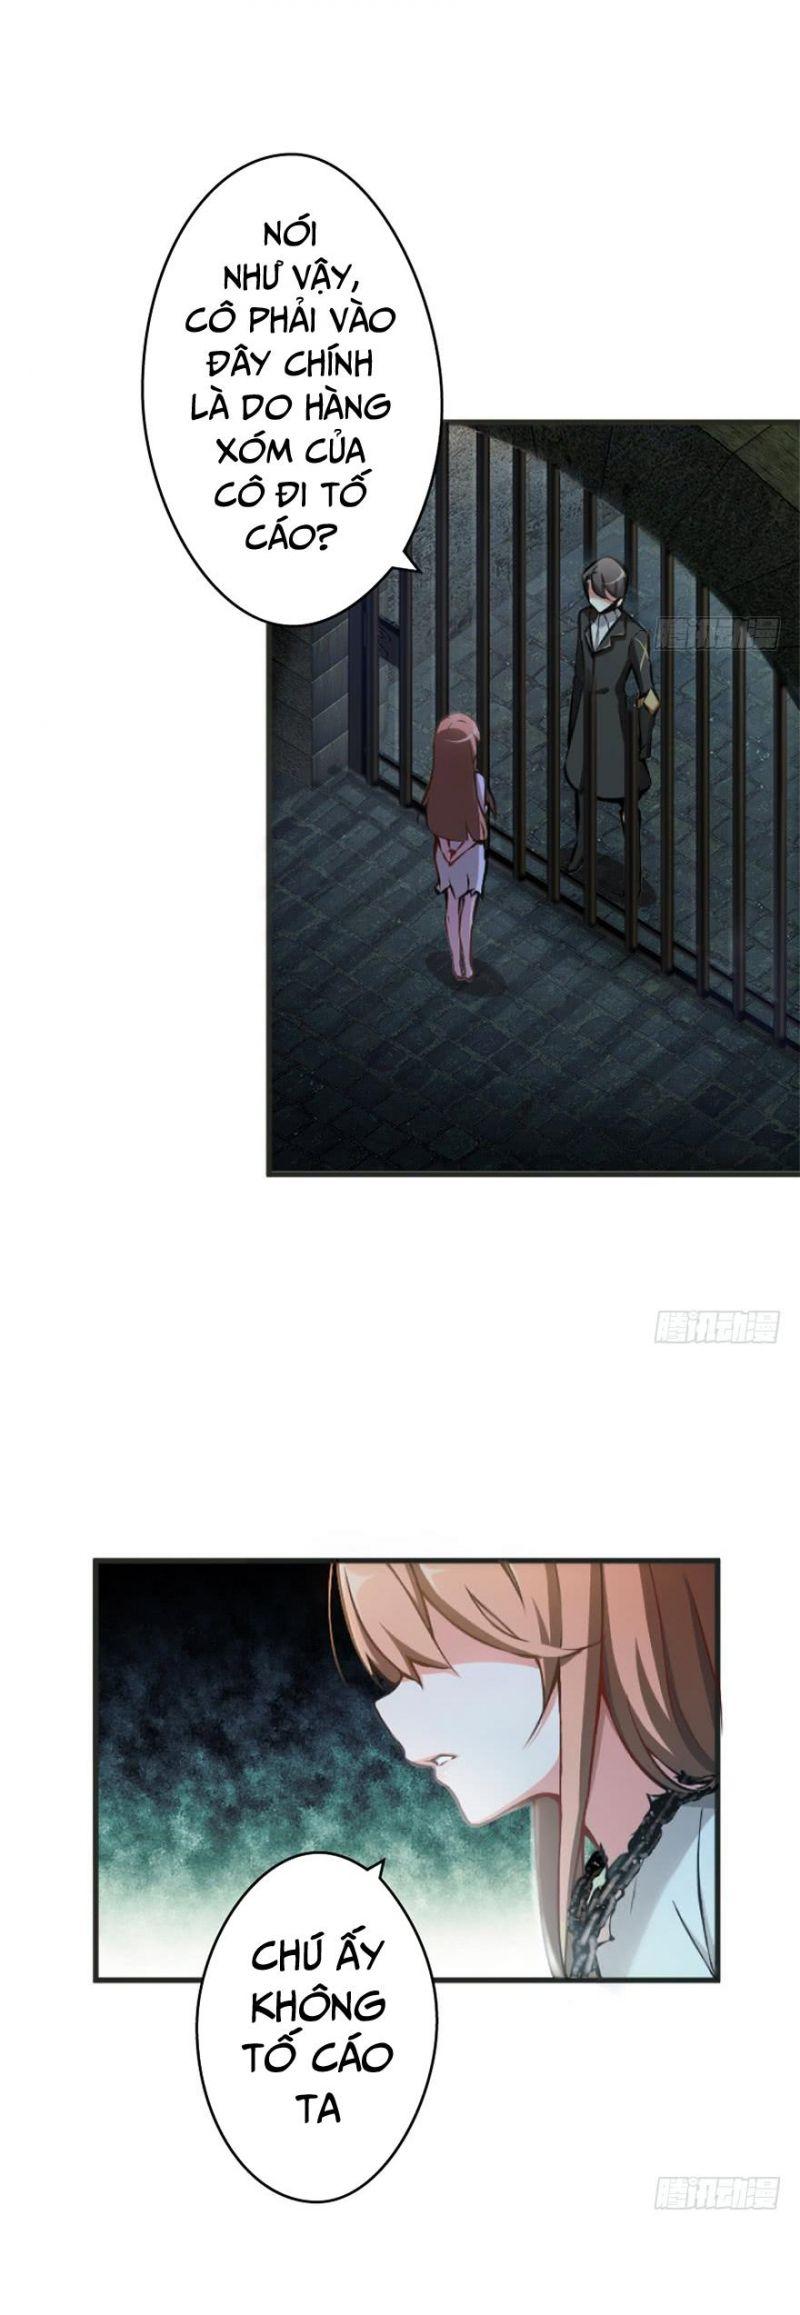 NÓI
NHƯ VẬY,
CÔ PHẢI VÀO
ĐÂY CHÍNH
LÀ DO HÀNG
XÓM CỦA
CÔ ĐI TỐ
CÁO?
腾讯动漫
腾讯动漫
CHÚ ẤY
KHÔNG
TỐ CÁO
TA
腾讯动漫